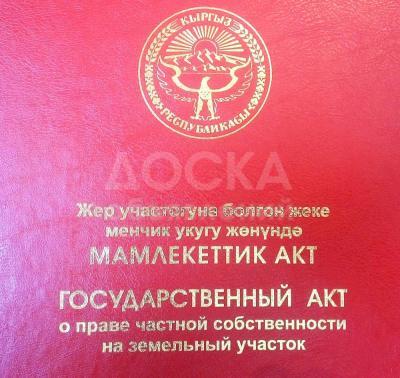 КЫРГЫЗ
РЕСПУБЛИКАСЫ
ДОСКА
Жер участогуна болгон жеке
менчик укугу жөнүндө
МАМЛЕКЕТТИК АКТ
ГОСУДАРСТВЕННЫЙ АКТ
о праве частной собственности
на земельный участок